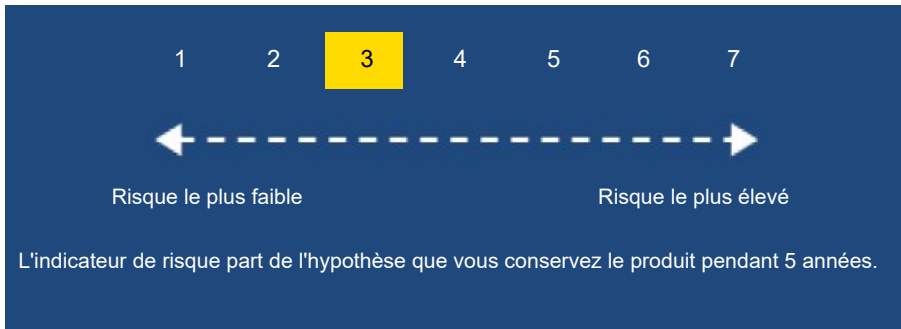 1 2 3 4 5 6 7
Risque le plus faible Risque le plus élevé
L'indicateur de risque part de l'hypothèse que vous conservez le produit pendant 5 années.